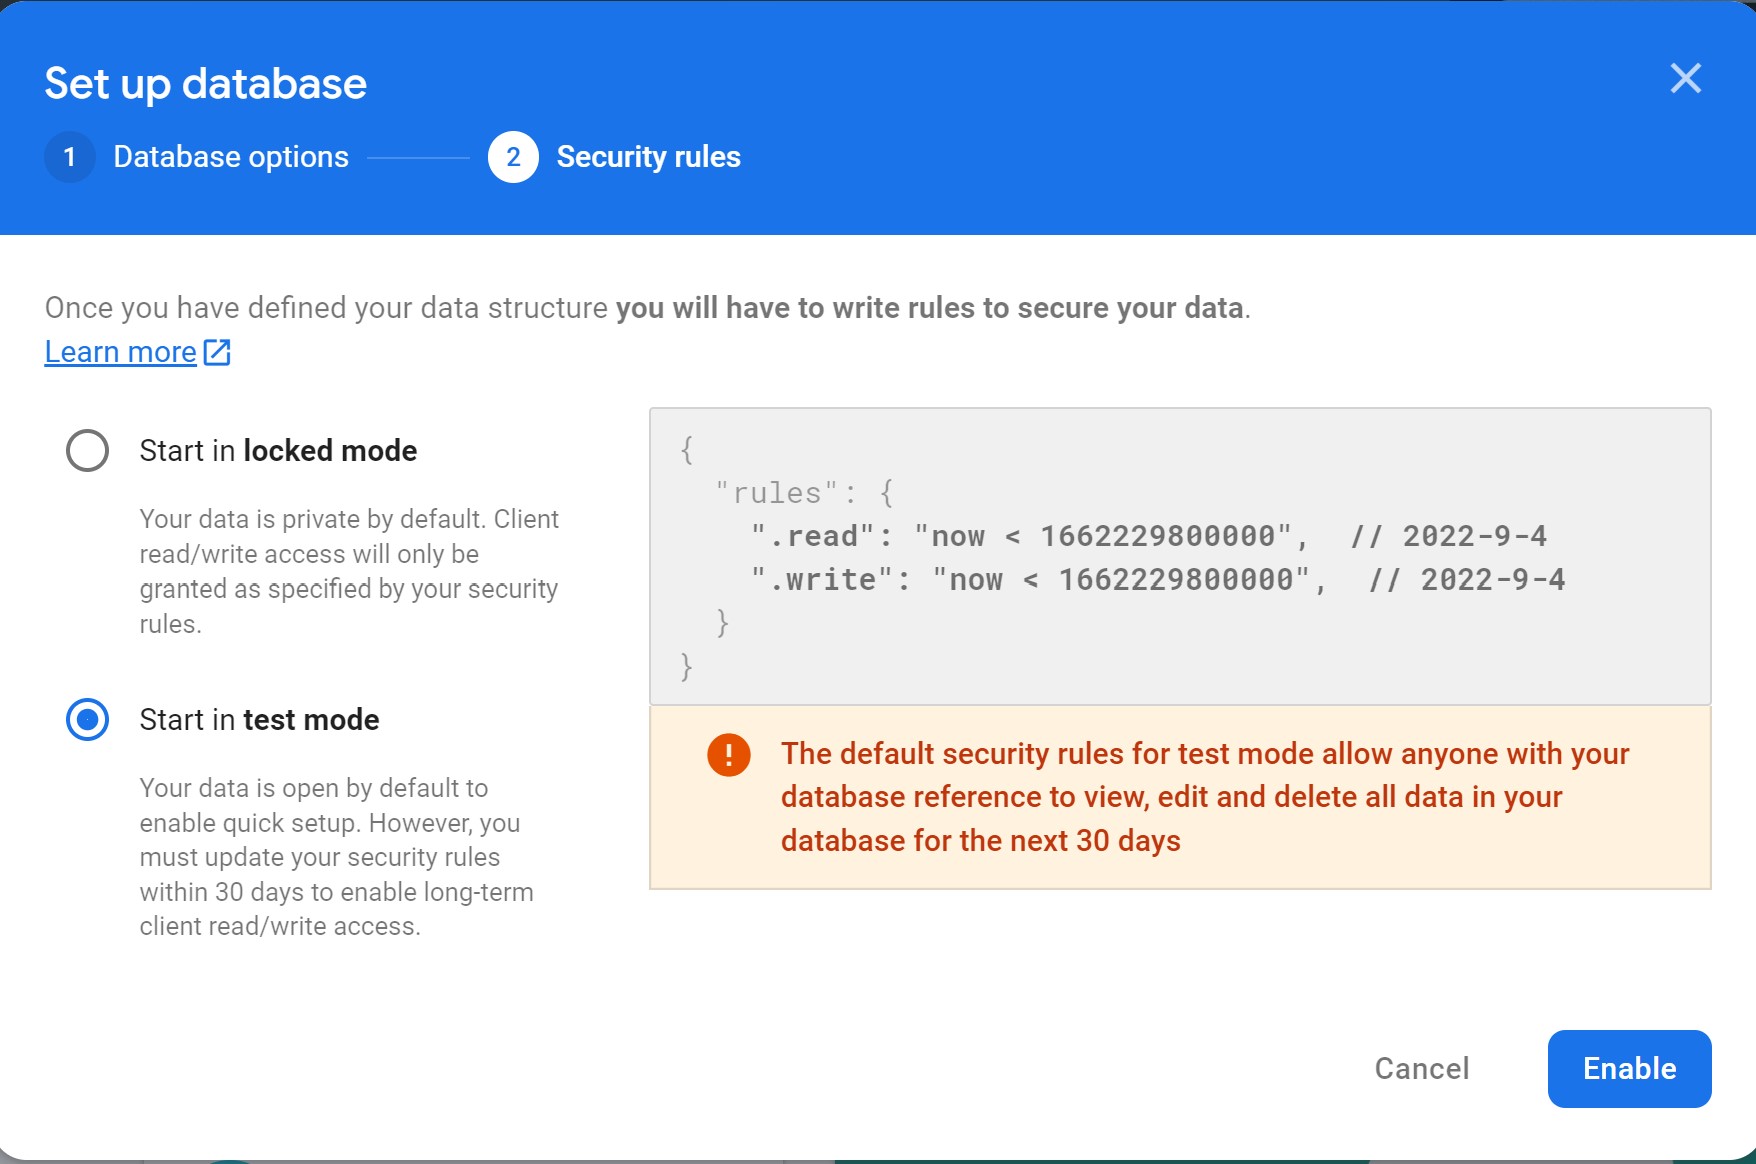 Set up database
1 Database options 2 Security rules
Once you have defined your data structure you will have to write rules to secure your data.
Learn more
Start in locked mode
Your data is private by default. Client
read/write access will only be
granted as specified by your security
rules.
Start in test mode
Your data is open by default to
enable quick setup. However, you
must update your security rules
within 30 days to enable long-term
client read/write access.
{
  "rules": {
    ".read": "now < 1662229800000",  // 2022-9-4
    ".write": "now < 1662229800000",  // 2022-9-4
  }
}
The default security rules for test mode allow anyone with your
database reference to view, edit and delete all data in your
database for the next 30 days
Cancel Enable